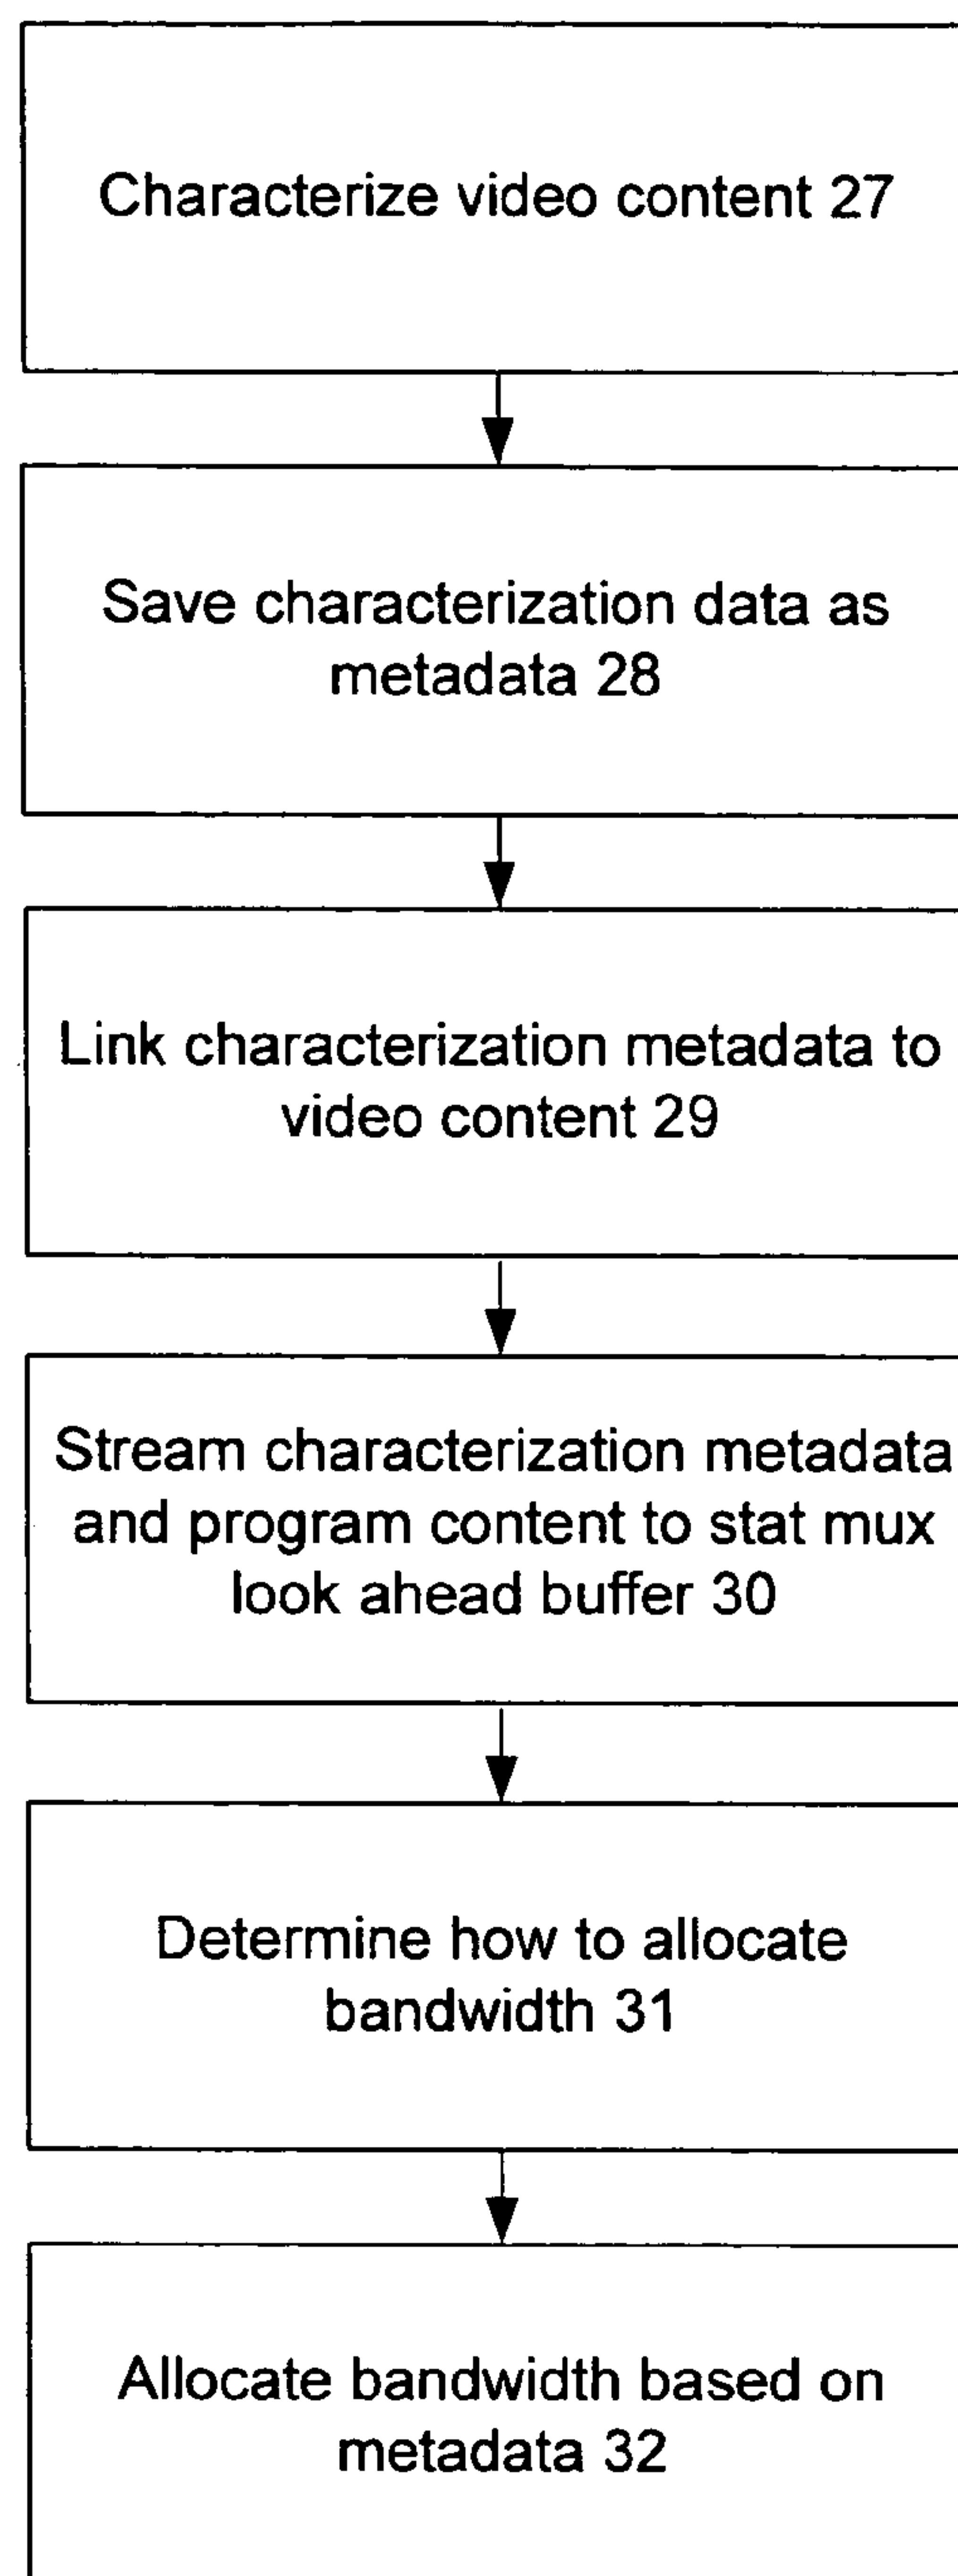 Characterize video content 27
Save characterization data as
metadata 28
Link characterization metadata to
video content 29
Stream characterization metadata
and program content to stat mux
look ahead buffer 30
Determine how to allocate
bandwidth 31
Allocate bandwidth based on
metadata 32